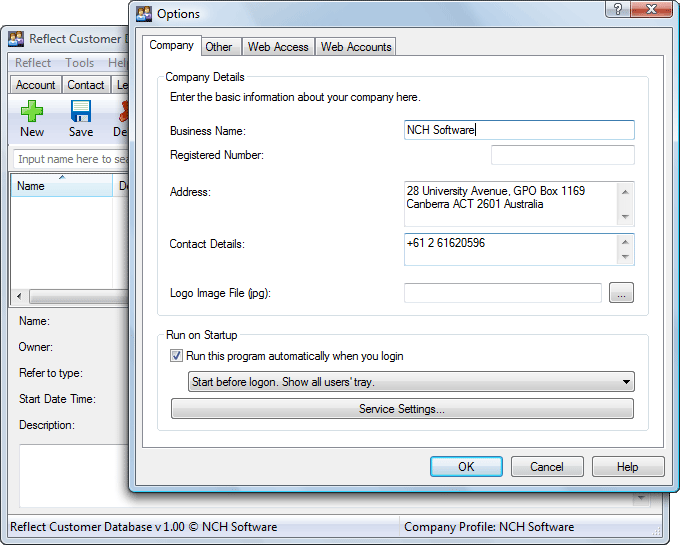 Options
Reflect Customer D
Company Other Web Access Web Accounts
Reflect Tools Help
Account Contact Le
New Save De
Input name here to sea
Name De
Company Details
Enter the basic information about your company here.
Business Name: NCH Software
Registered Number:
Address: 28 University Avenue, GPO Box 1169
Canberra ACT 2601 Australia
Contact Details: +61 2 61620596
Logo Image File (jpg): ...
Run on Startup
Run this program automatically when you login
Start before logon. Show all users' tray.
Service Settings...
OK Cancel Help
Name:
Owner:
Refer to type:
Start Date Time:
Description:
Reflect Customer Database v 1.00 © NCH Software Company Profile: NCH Software